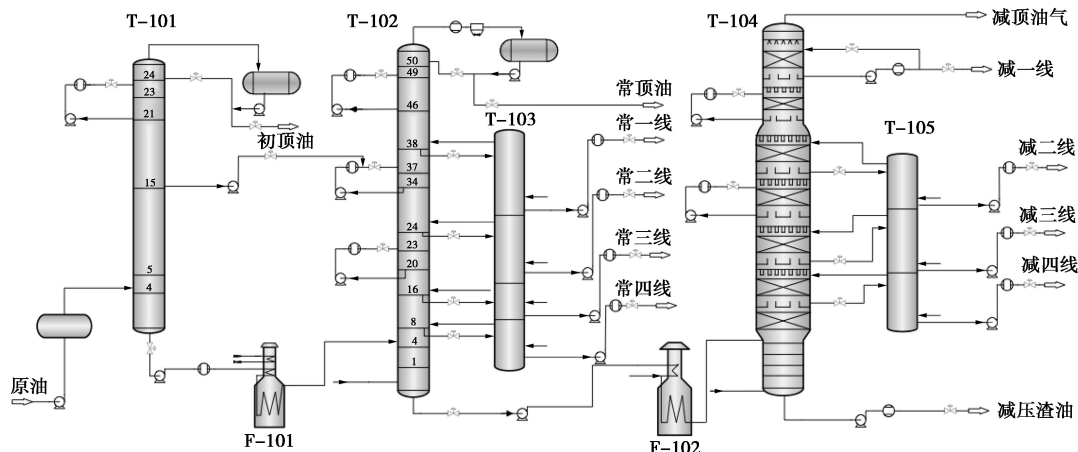 T-101
24
23
21
15
5
4
初顶油
原油
F-101
T-102
50
49
46
38
37
34
24
23
20
16
8
4
1
常顶油
T-103
常一线
常二线
常三线
常四线
F-102
T-104
减顶油气
减一线
T-105
减二线
减三线
减四线
减压渣油